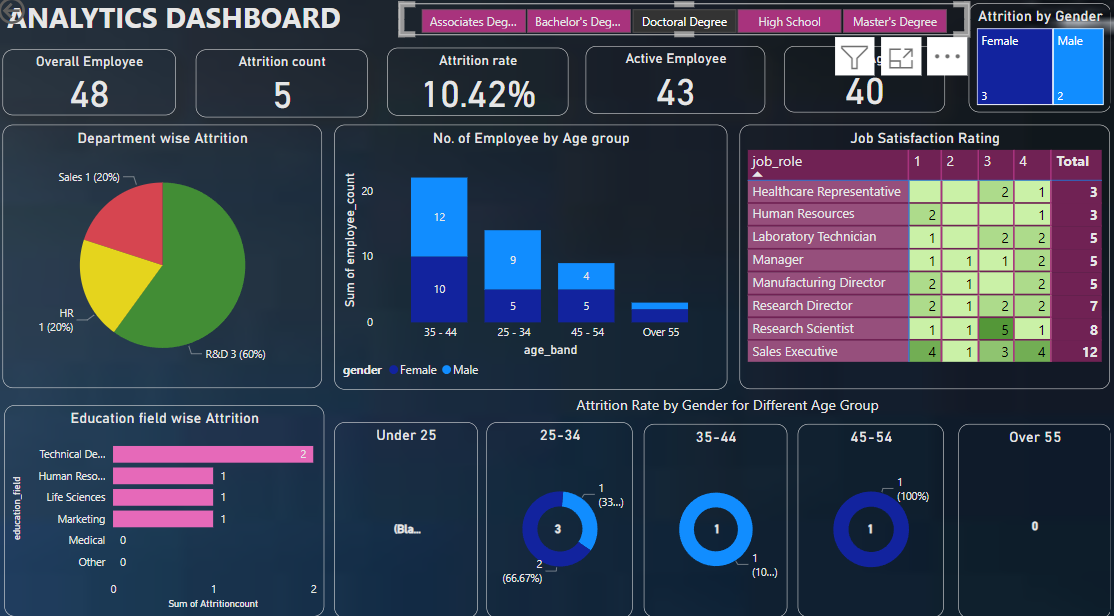 ANALYTICS DASHBOARD
Associates Deg...
Bachelor's Deg...
Doctoral Degree
High School
Master's Degree
Attrition by Gender
Female
Male
3
2
Overall Employee
48
Attrition count
5
Attrition rate
10.42%
Active Employee
43
40
Department wise Attrition
Sales 1 (20%)
HR
1 (20%)
R&D 3 (60%)
No. of Employee by Age group
Sum of employee_count
20
10
0
12
10
9
5
4
5
35 - 44
25 - 34
45 - 54
Over 55
age_band
gender
Female
Male
Job Satisfaction Rating
job_role 1 2 3 4 Total
Healthcare Representative 2 1 3
Human Resources 2 1 3
Laboratory Technician 1 2 2 5
Manager 1 1 1 2 5
Manufacturing Director 2 1 2 5
Research Director 2 1 2 2 7
Research Scientist 1 1 5 1 8
Sales Executive 4 1 3 4 12
Education field wise Attrition
education_field
Technical De... 2
Human Reso... 1
Life Sciences 1
Marketing 1
Medical 0
Other 0
0 1 2
Sum of Attritioncount
Attrition Rate by Gender for Different Age Group
Under 25
(Bla...
25-34
1
(33...)
3
2
(66.67%)
35-44
1
1
(10...)
45-54
1
(100%)
1
Over 55
0